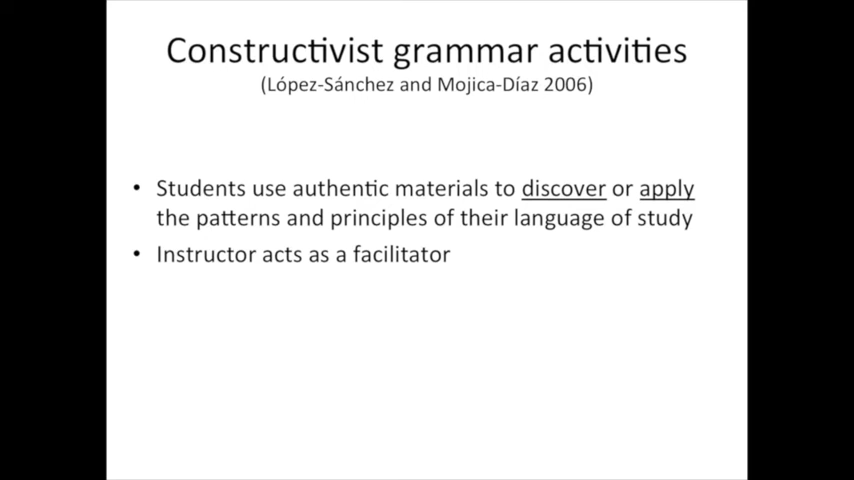 Constructivist grammar activities
(López-Sánchez and Mojica-Díaz 2006)
• Students use authentic materials to discover or apply
the patterns and principles of their language of study
• Instructor acts as a facilitator